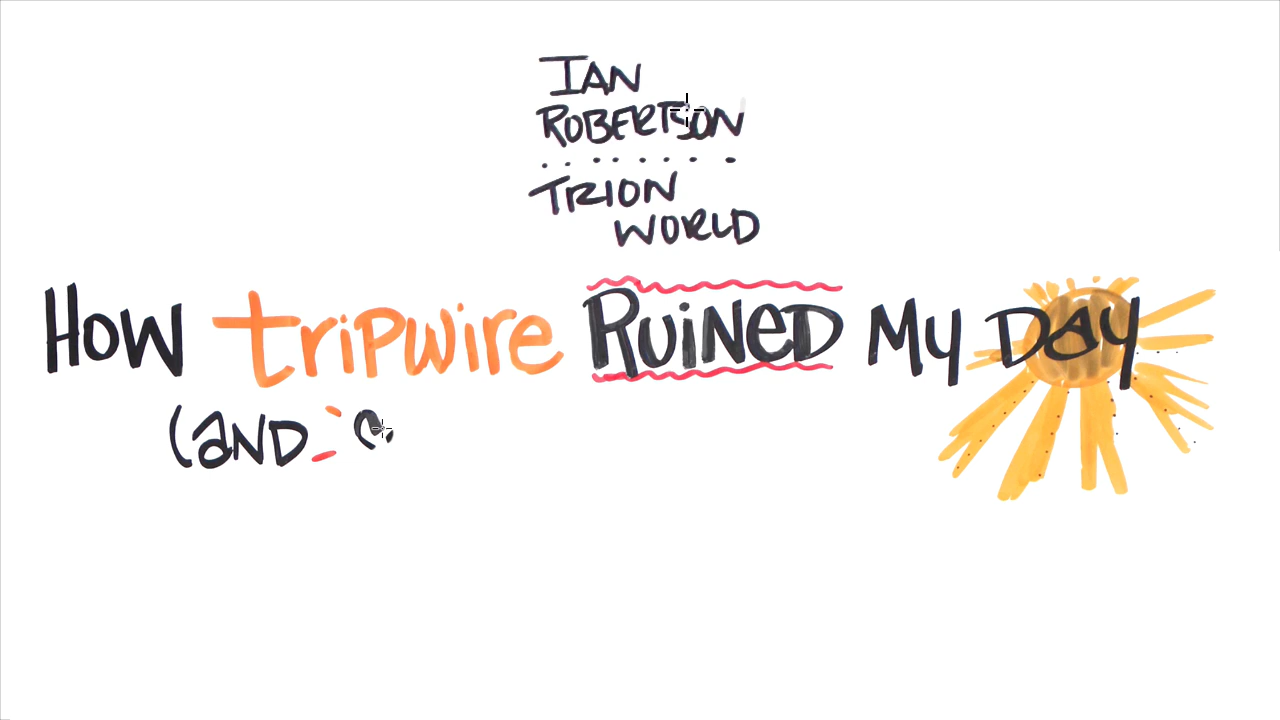 IAN
ROBERTSON
TRION
WORLD
How tripwire RuiNeD My Day
(aND